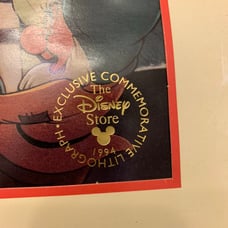 • EXCLUSIVE COMMEMORATIVE LITHOGRAPH
The
Disney
Store
1994